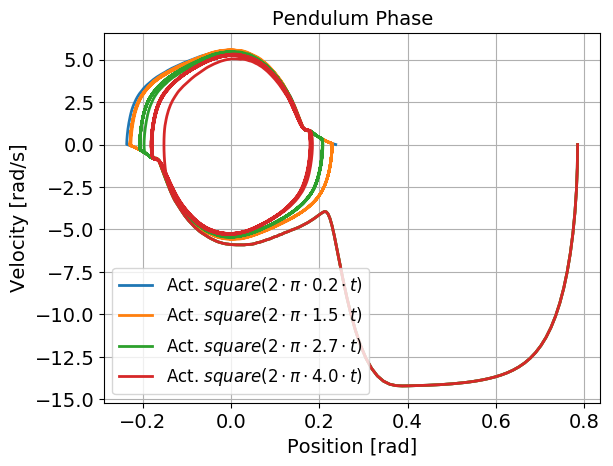 Pendulum Phase
5.0
2.5
0.0
−2.5
−5.0
−7.5
−10.0
−12.5
−15.0
Velocity [rad/s]
Act. square(2 · π · 0.2 · t)
Act. square(2 · π · 1.5 · t)
Act. square(2 · π · 2.7 · t)
Act. square(2 · π · 4.0 · t)
−0.2 0.0 0.2 0.4 0.6 0.8
Position [rad]